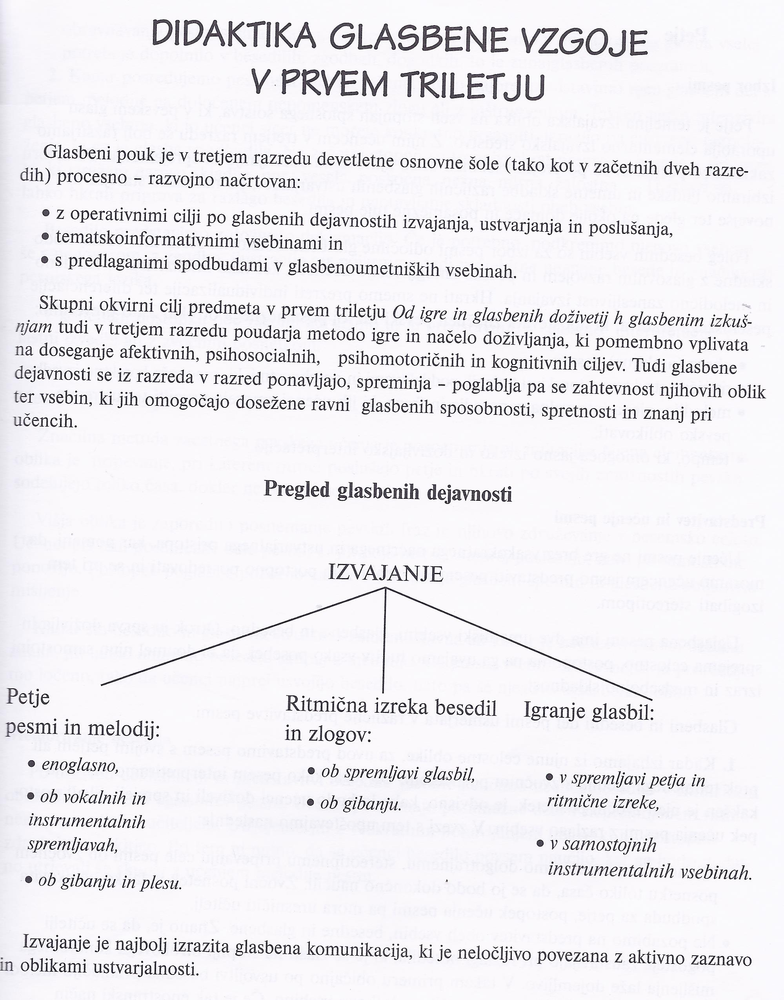 DIDAKTIKA GLASBENE VZGOJE
V PRVEM TRILETJU
Glasbeni pouk je v tretjem razredu devetletne osnovne šole (tako kot v začetnih dveh razre-
dih) procesno – razvojno načrtovan:
• z operativnimi cilji po glasbenih dejavnostih izvajanja, ustvarjanja in poslušanja,
• tematskoinformativnimi vsebinami in
• s predlaganimi spodbudami v glasbenoumetniških vsebinah.
Skupni okvirni cilj predmeta v prvem triletju Od igre in glasbenih doživetij h glasbenim izkuš-
njam tudi v tretjem razredu poudarja metodo igre in načelo doživljanja, ki pomembno vplivata
na doseganje afektivnih, psihosocialnih, psihomotoričnih in kognitivnih ciljev. Tudi glasbene
dejavnosti se iz razreda v razred ponavljajo, spreminja – poglablja pa se zahtevnost njihovih oblik
ter vsebin, ki jih omogočajo dosežene ravni glasbenih sposobnosti, spretnosti in znanj pri
učencih.
Pregled glasbenih dejavnosti
IZVAJANJE
Petje
pesmi in melodij:
• enoglasno,
• ob vokalnih in
instrumentalnih
spremljavah,
• ob gibanju in plesu.
Ritmična izreka besedil
in zlogov:
• ob spremljavi glasbil,
• ob gibanju.
Igranje glasbil:
• v spremljavi petja in
ritmične izreke,
• v samostojnih
instrumentalnih vsebinah.
Izvajanje je najbolj izrazita glasbena komunikacija, ki je neločljivo povezana z aktivno zaznavo
in oblikami ustvarjalnosti.